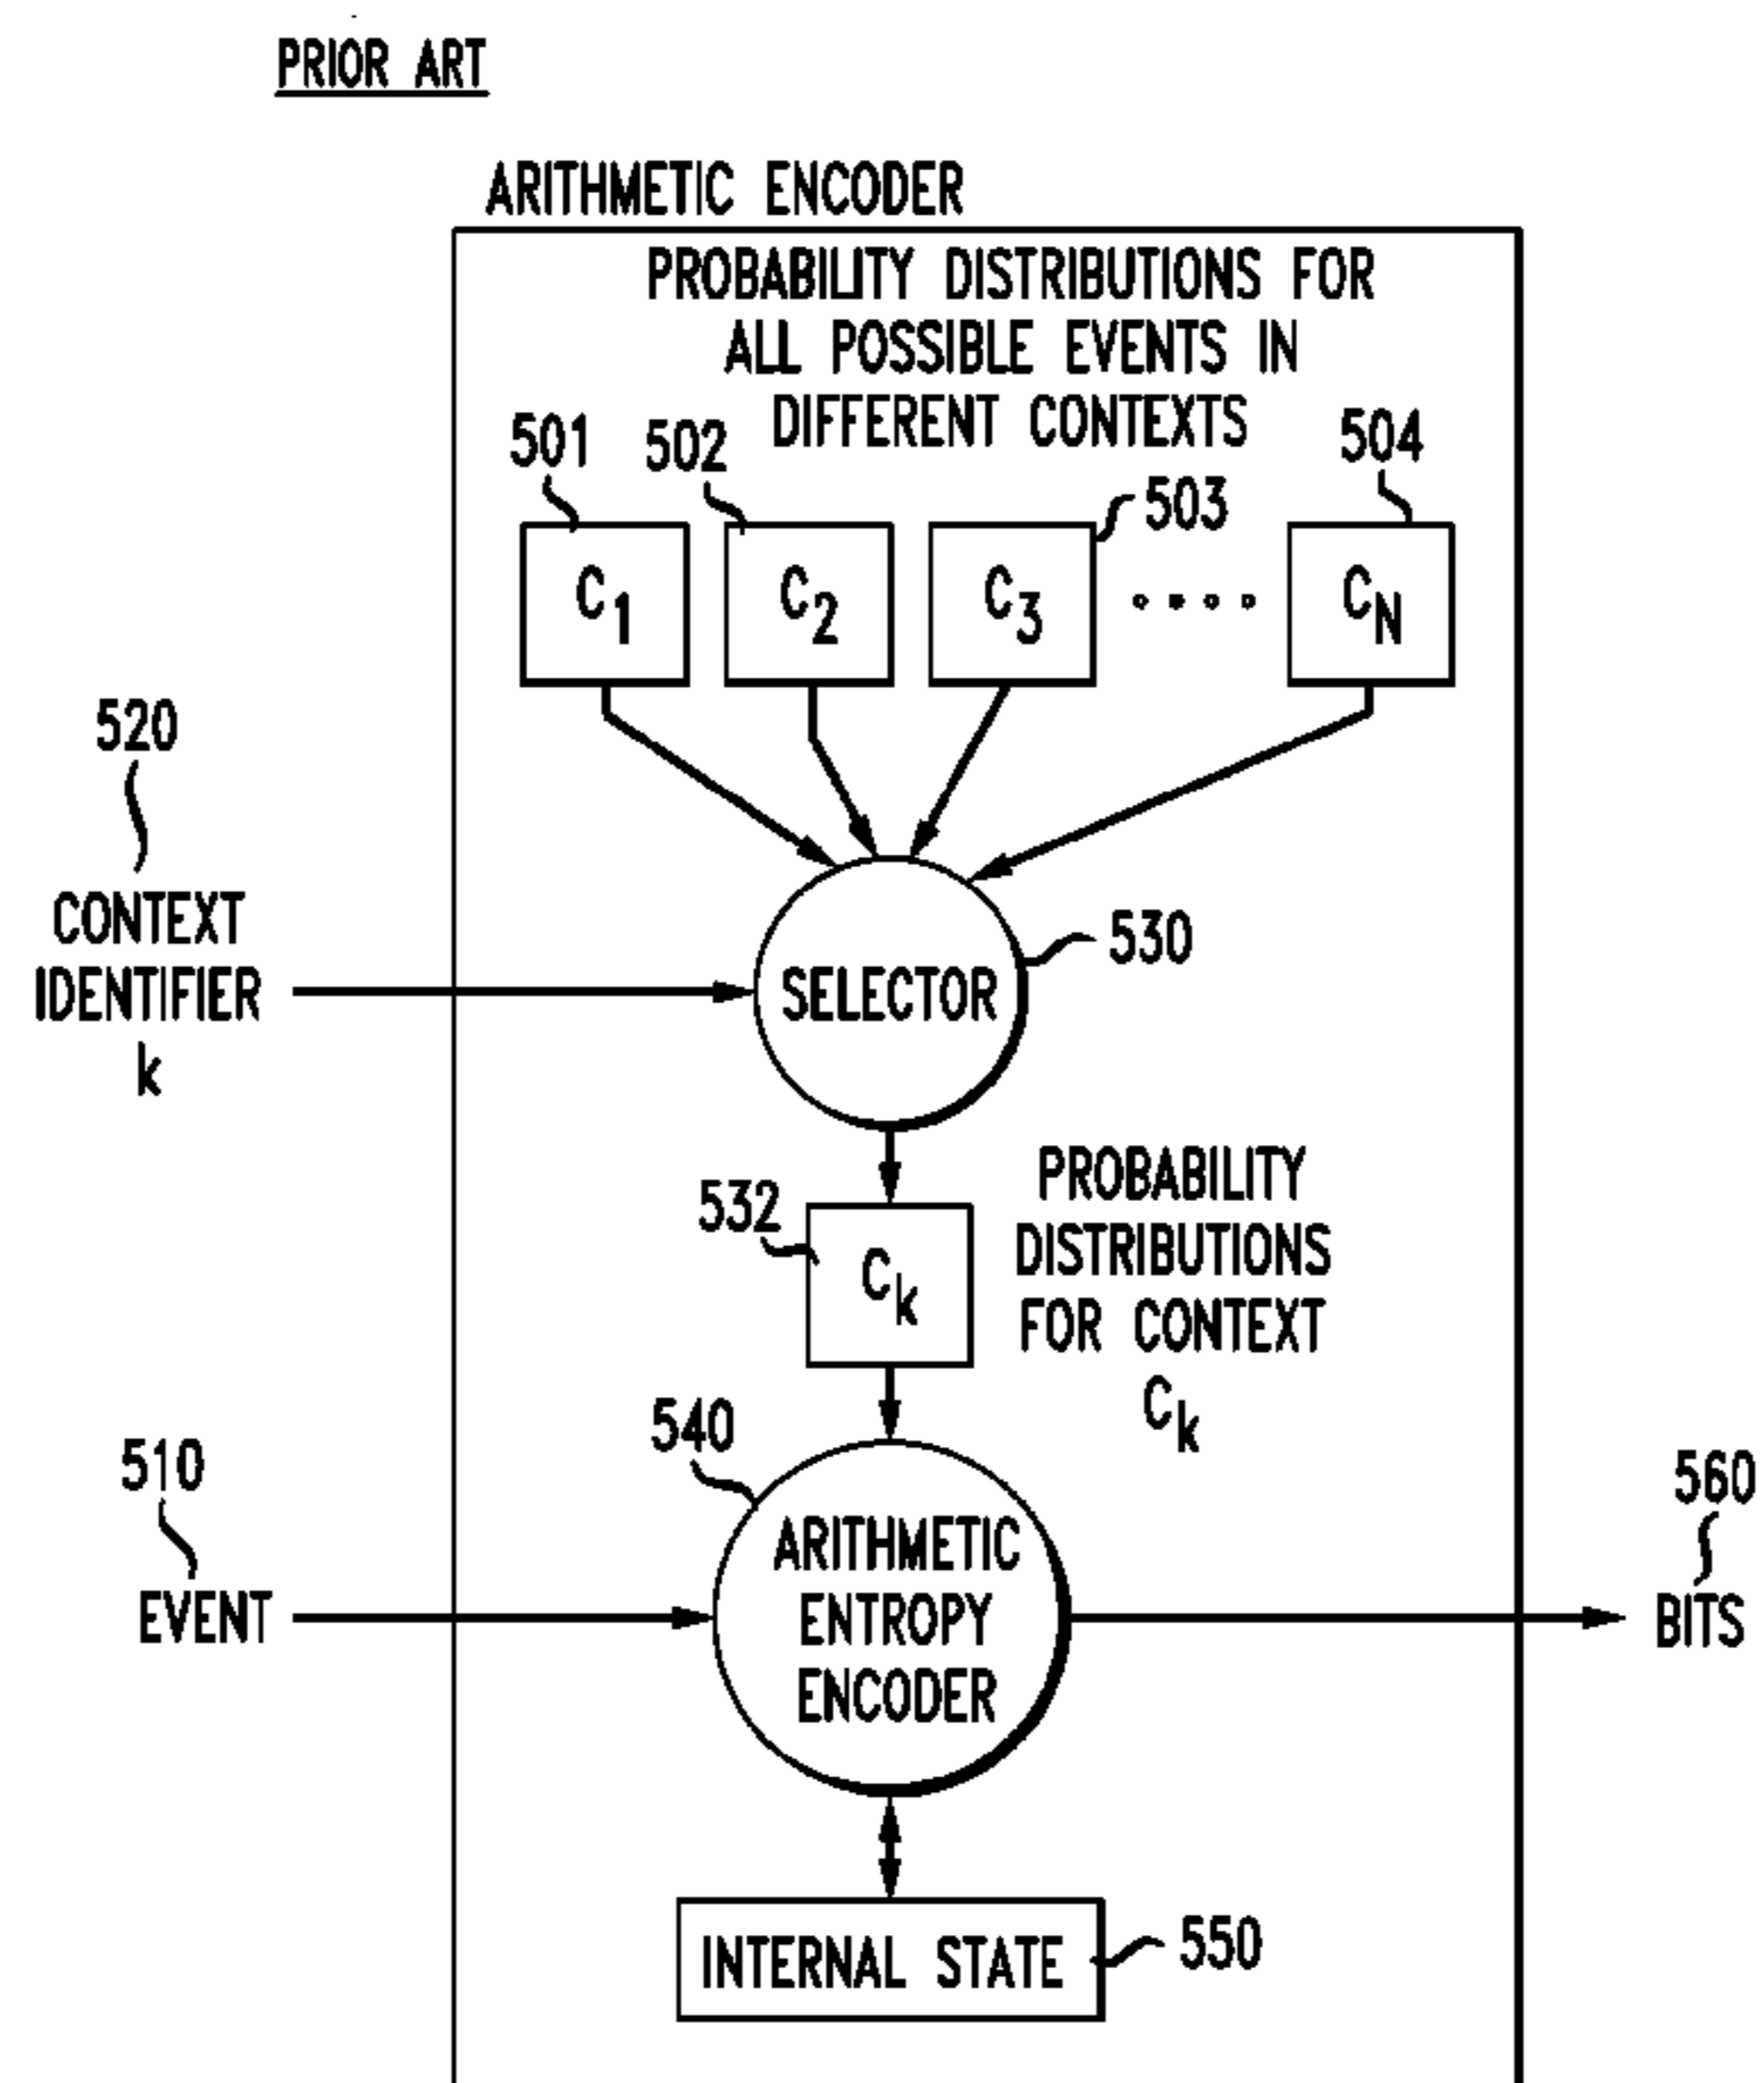 PRIOR ART
ARITHMETIC ENCODER
PROBABILITY DISTRIBUTIONS FOR
ALL POSSIBLE EVENTS IN
DIFFERENT CONTEXTS
501
502
503
504
C1
C2
C3
CN
520
CONTEXT
IDENTIFIER
k
SELECTOR
530
532
Ck
PROBABILITY
DISTRIBUTIONS
FOR CONTEXT
Ck
540
510
EVENT
ARITHMETIC
ENTROPY
ENCODER
560
BITS
INTERNAL STATE
550